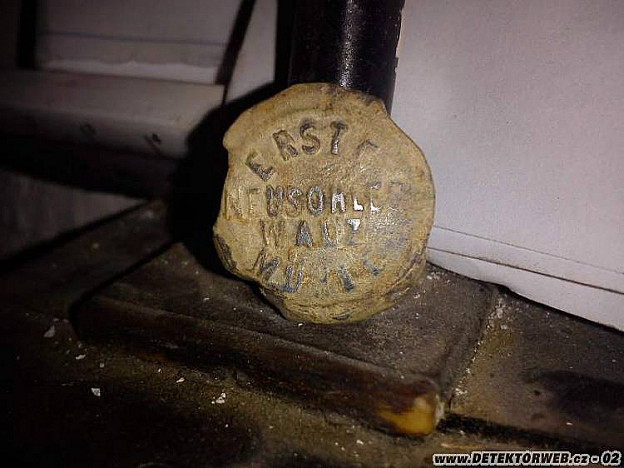 ERSTE
NEUSOHLER
WALZ
MÜHLE
www.DETEKTORWEB.cz - 02